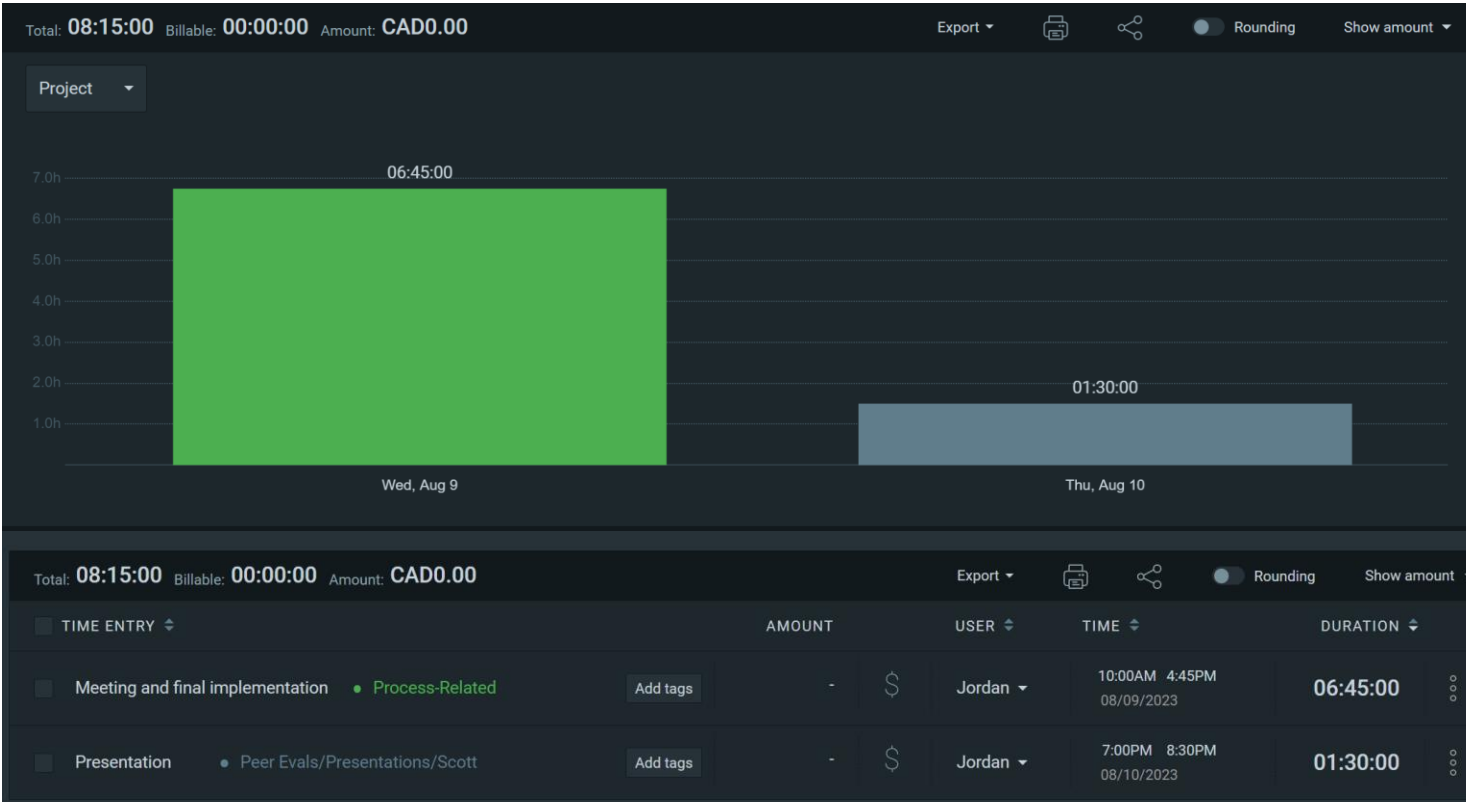 Total: 08:15:00 Billable: 00:00:00 Amount: CAD0.00 Export Rounding Show amount
Project
06:45:00
7.0h
6.0h
5.0h
4.0h
3.0h
2.0h
01:30:00
1.0h
Wed, Aug 9 Thu, Aug 10
Total: 08:15:00 Billable: 00:00:00 Amount: CAD0.00 Export Rounding Show amount
TIME ENTRY AMOUNT USER TIME DURATION
Meeting and final implementation • Process-Related Add tags - $ Jordan 10:00AM 4:45PM 06:45:00
08/09/2023
Presentation • Peer Evals/Presentations/Scott Add tags - $ Jordan 7:00PM 8:30PM 01:30:00
08/10/2023